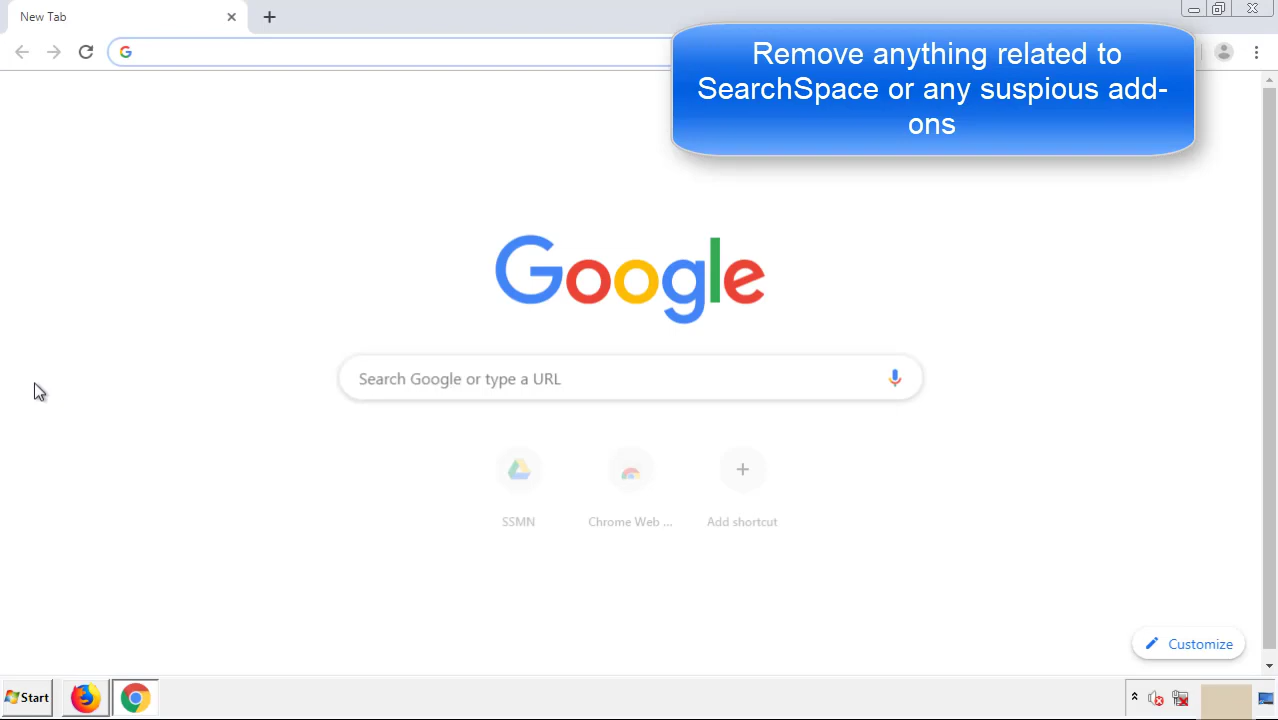 New Tab
Remove anything related to
SearchSpace or any suspious add-
ons
Google
Search Google or type a URL
SSMN
Chrome Web ...
Add shortcut
Customize
Start